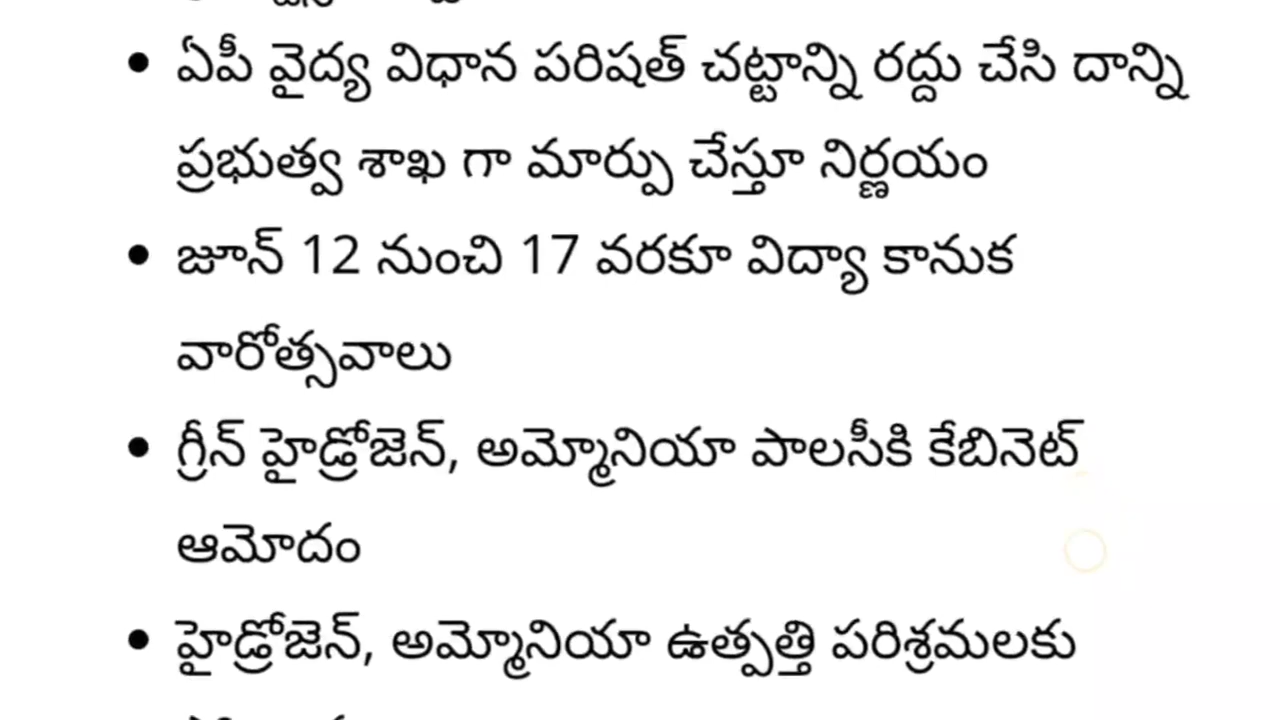 • ఏపీ వైద్య విధాన పరిషత్ చట్టాన్ని రద్దు చేసి దాన్ని
ప్రభుత్వ శాఖ గా మార్పు చేస్తూ నిర్ణయం
• జూన్ 12 నుంచి 17 వరకూ విద్యా కానుక
వారోత్సవాలు
• గ్రీన్ హైడ్రోజెన్, అమ్మోనియా పాలసీకి కేబినెట్
ఆమోదం
• హైడ్రోజెన్, అమ్మోనియా ఉత్పత్తి పరిశ్రమలకు